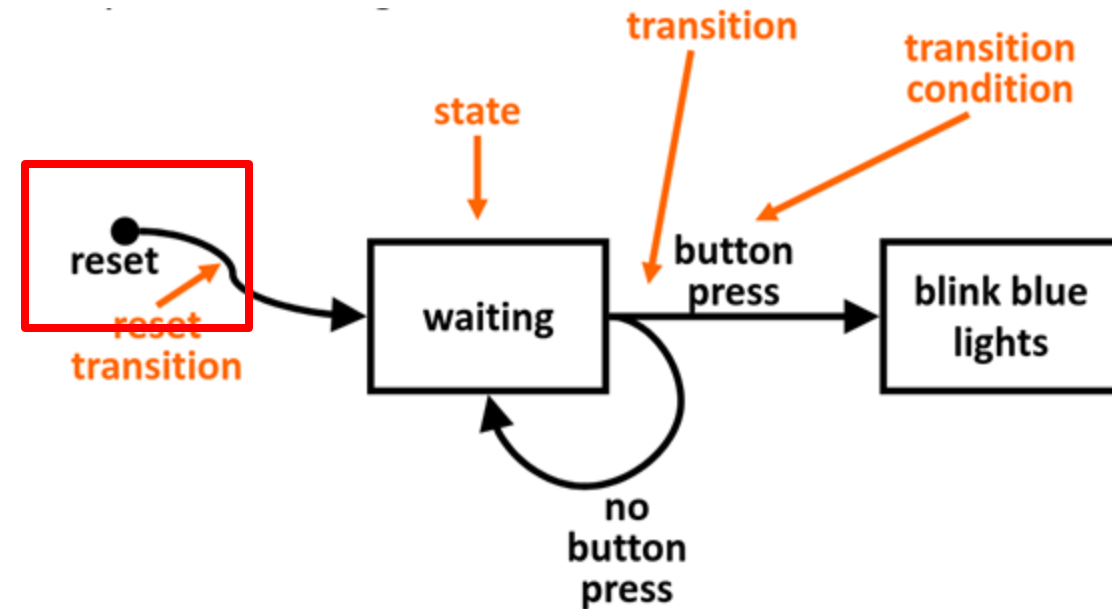 transition
transition
condition
state
reset
reset
transition
waiting
button
press
blink blue
lights
no
button
press